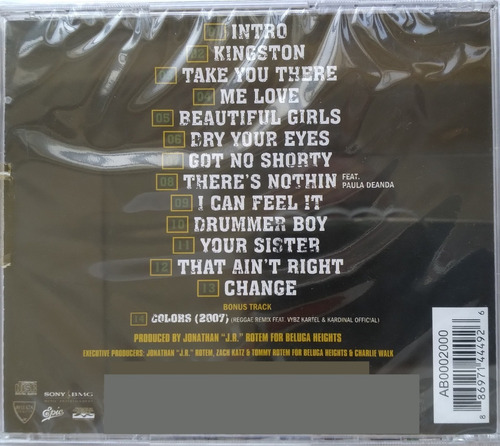 INTRO
KINGSTON
TAKE YOU THERE
04 ME LOVE
05 BEAUTIFUL GIRLS
06 DRY YOUR EYES
07 GOT NO SHORTY
08 THERE'S NOTHIN FEAT. PAULA DEANDA
09 I CAN FEEL IT
10 DRUMMER BOY
11 YOUR SISTER
12 THAT AIN'T RIGHT
13 CHANGE
BONUS TRACK
14 COLORS (2007) (REGGAE REMIX FEAT. VYBZ KARTEL & KARDINAL OFFICIAL)
PRODUCED BY JONATHAN "J.R." ROTEM FOR BELUGA HEIGHTS
EXECUTIVE PRODUCERS: JONATHAN "J.R." ROTEM, ZACH KATZ & TOMMY ROTEM FOR BELUGA HEIGHTS & CHARLIE WALK
SONY BMG
Epic
AB0002000
8 86971 44492 6